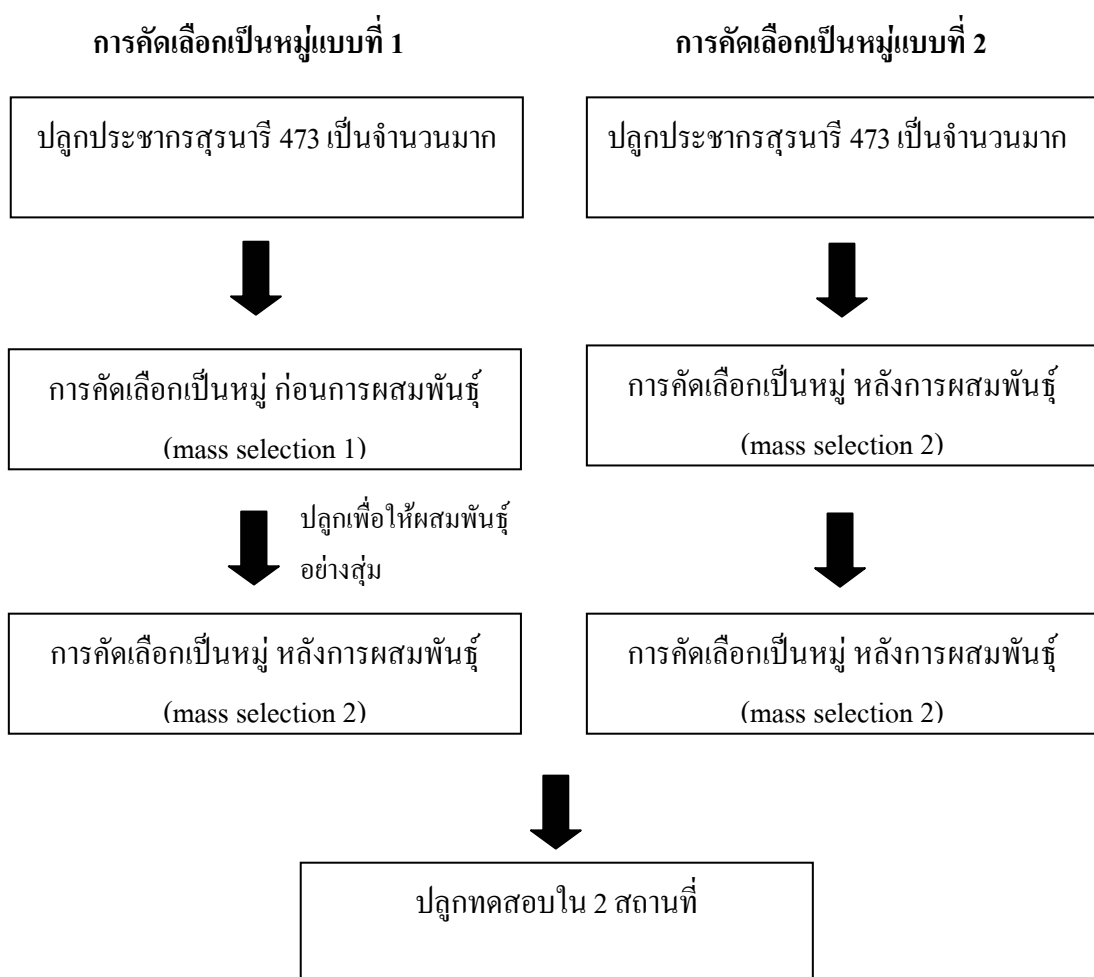 การคัดเลือกเป็นหมู่แบบที่ 1
การคัดเลือกเป็นหมู่แบบที่ 2
ปลูกประชากรสุรนารี 473 เป็นจำนวนมาก
ปลูกประชากรสุรนารี 473 เป็นจำนวนมาก
การคัดเลือกเป็นหมู่ ก่อนการผสมพันธุ์
(mass selection 1)
การคัดเลือกเป็นหมู่ หลังการผสมพันธุ์
(mass selection 2)
ปลูกเพื่อให้ผสมพันธุ์
อย่างสุ่ม
การคัดเลือกเป็นหมู่ หลังการผสมพันธุ์
(mass selection 2)
การคัดเลือกเป็นหมู่ หลังการผสมพันธุ์
(mass selection 2)
ปลูกทดสอบใน 2 สถานที่